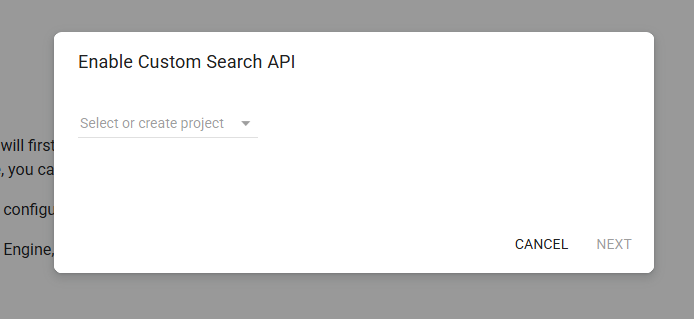 Enable Custom Search API
Select or create project
will first
, you ca
configu
Engine,
CANCEL
NEXT